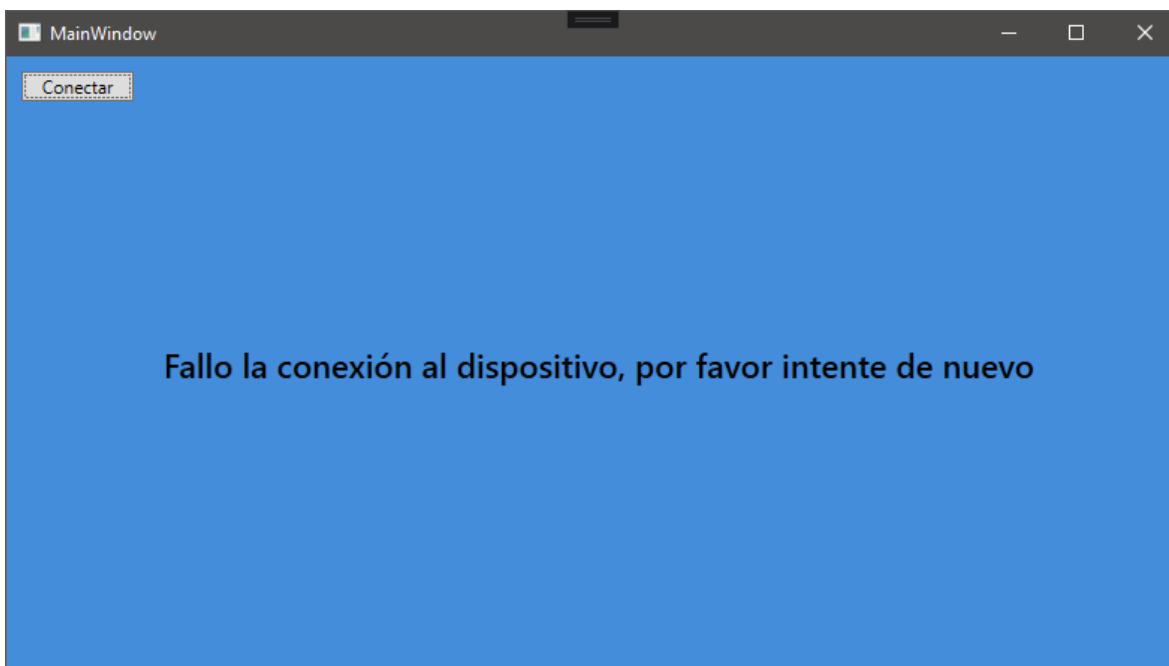 MainWindow
Conectar
Fallo la conexión al dispositivo, por favor intente de nuevo